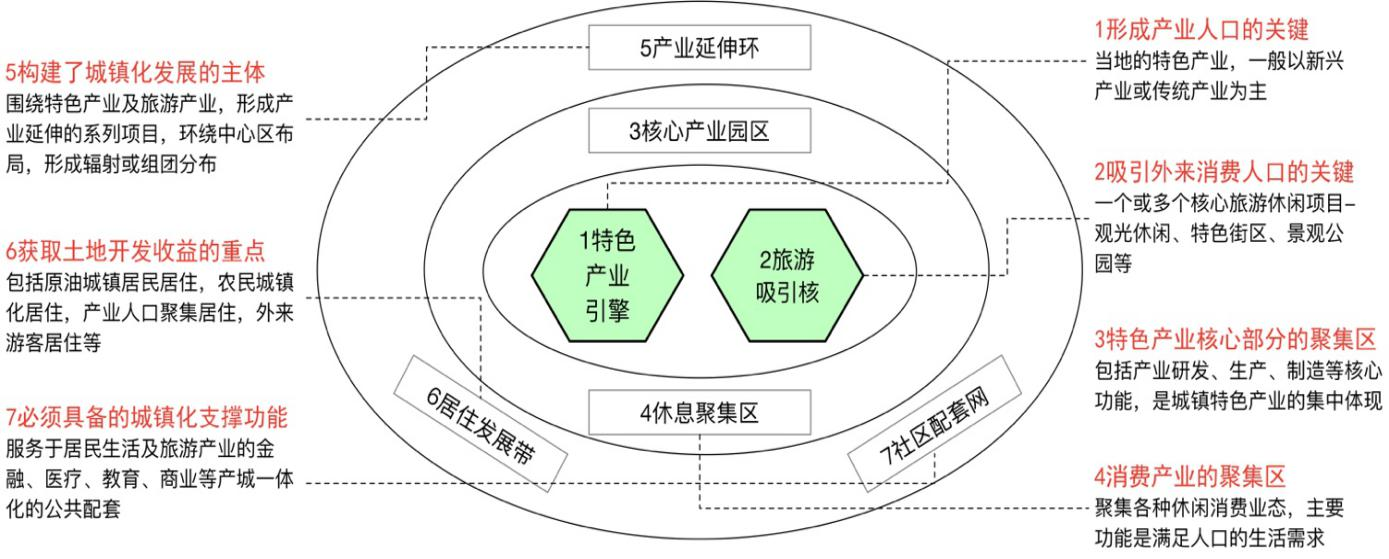 5构建了城镇化发展的主体
围绕特色产业及旅游产业，形成产
业延伸的系列项目，环绕中心区布
局，形成辐射或组团分布
6获取土地开发收益的重点
包括原油城镇居民居住，农民城镇
化居住，产业人口聚集居住，外来
游客居住等
7必须具备的城镇化支撑功能
服务于居民生活及旅游产业的金
融、医疗、教育、商业等产城一体
化的公共配套
5产业延伸环
3核心产业园区
1特色
产业
引擎
2旅游
吸引核
4休息聚集区
6居住发展带
7社区配套网
1形成产业人口的关键
当地的特色产业，一般以新兴
产业或传统产业为主
2吸引外来消费人口的关键
一个或多个核心旅游休闲项目–
观光休闲、特色街区、景观公
园等
3特色产业核心部分的聚集区
包括产业研发、生产、制造等核心
功能，是城镇特色产业的集中体现
4消费产业的聚集区
聚集各种休闲消费业态，主要
功能是满足人口的生活需求